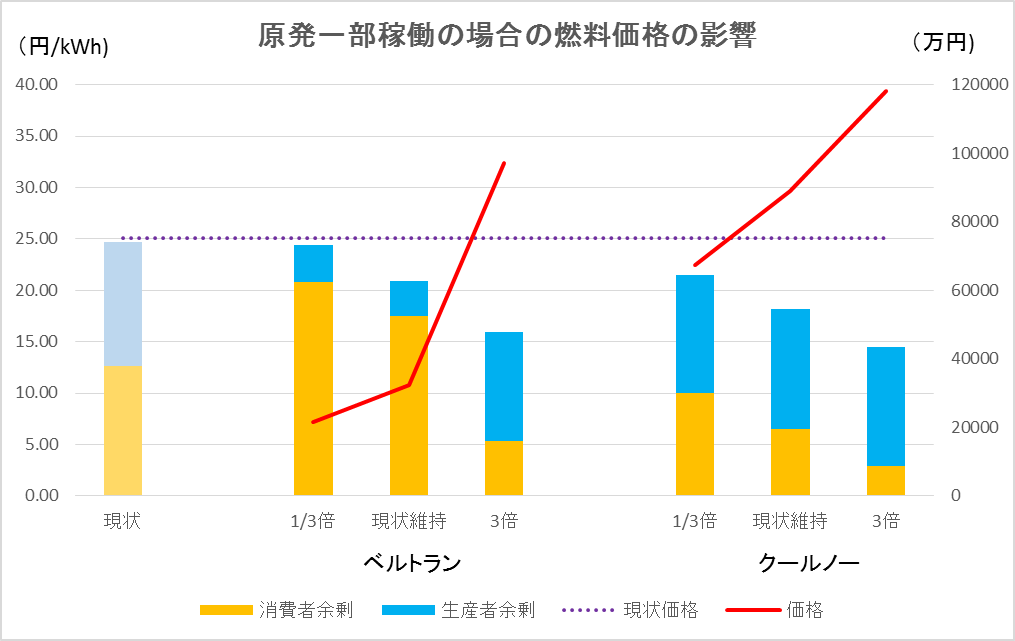 原発一部稼働の場合の燃料価格の影響
（円/kWh)
（万円)
40.00
35.00
30.00
25.00
20.00
15.00
10.00
5.00
0.00
120000
100000
80000
60000
40000
20000
0
現状 1/3倍 現状維持 3倍 1/3倍 現状維持 3倍
ベルトラン クールノー
消費者余剰 生産者余剰 現状価格 価格